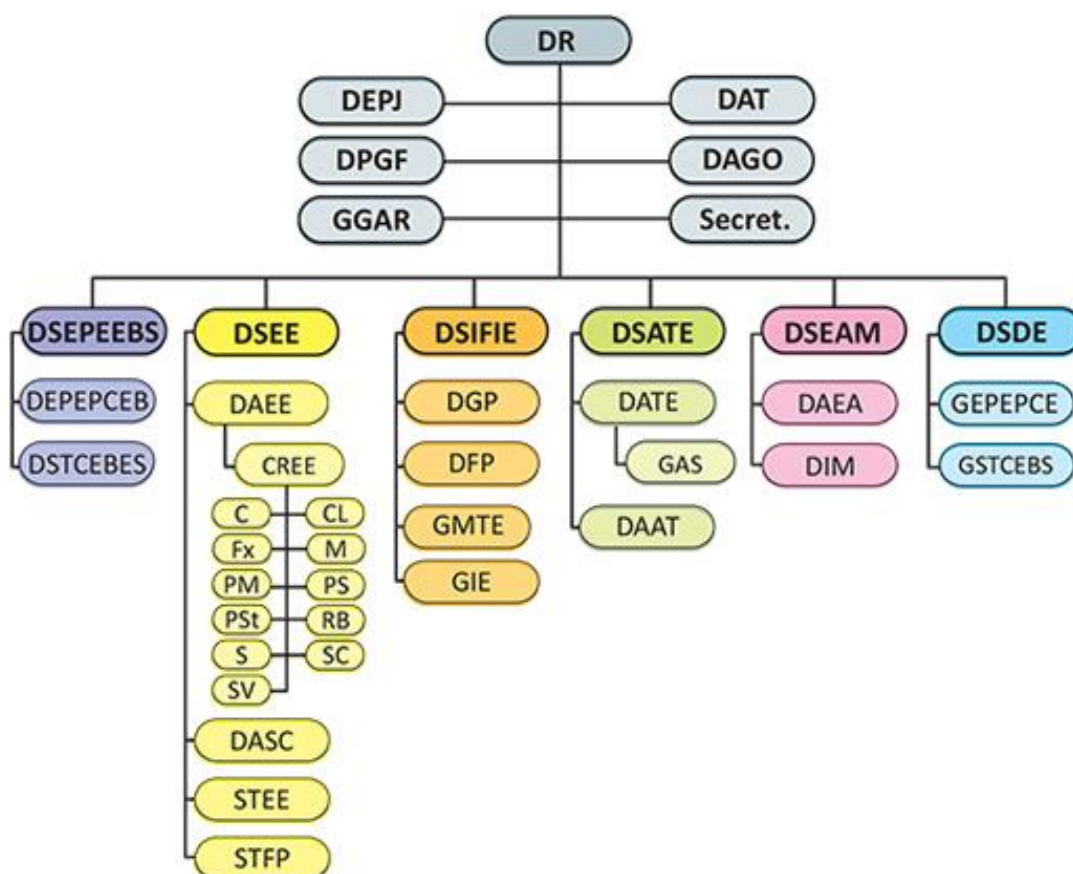 DR
DEPJ
DAT
DPGF
DAGO
GGAR
Secret.
DSEPEEBS
DSEE
DSIFIE
DSATE
DSEAM
DSDE
DEPEPCEB
DAEE
DGP
DATE
DAEA
GEPEPCE
DSTCEBES
CREE
DFP
GAS
DIM
GSTCEBS
C
CL
GMTE
DAAT
Fx
M
PM
PS
GIE
PSt
RB
S
SC
SV
DASC
STEE
STFP